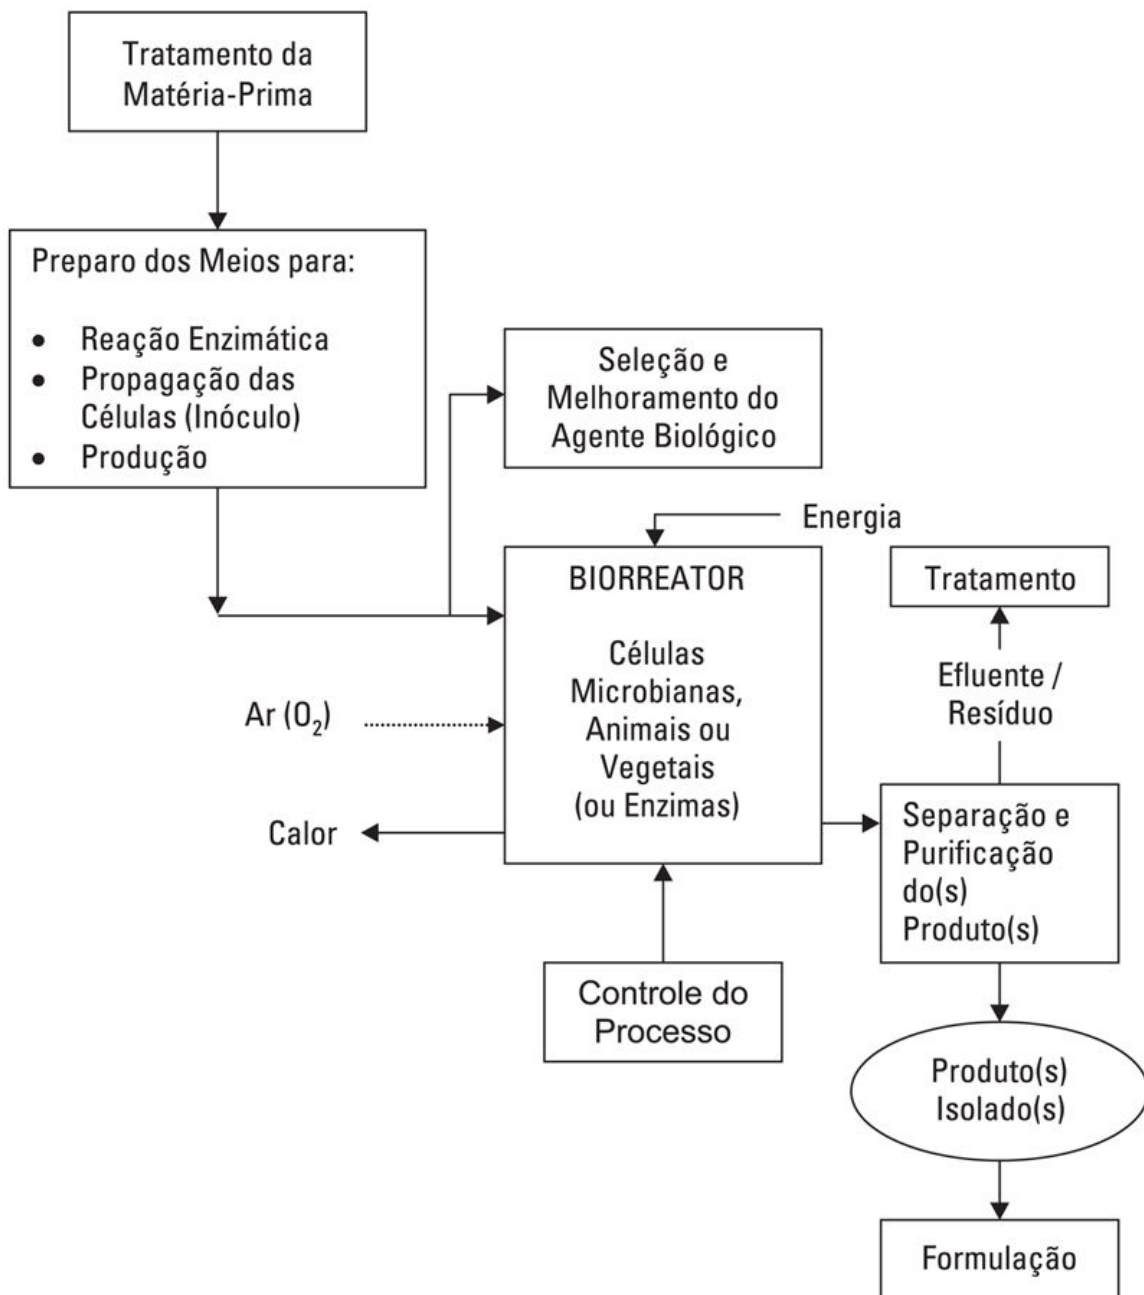 Tratamento da
Matéria-Prima
Preparo dos Meios para:
• Reação Enzimática
• Propagação das
Células (Inóculo)
• Produção
Seleção e
Melhoramento do
Agente Biológico
Energia
BIORREATOR
Células
Microbianas,
Animais ou
Vegetais
(ou Enzimas)
Tratamento
Efluente /
Resíduo
Ar (O₂)
Calor
Separação e
Purificação
do(s)
Produto(s)
Controle do
Processo
Produto(s)
Isolado(s)
Formulação